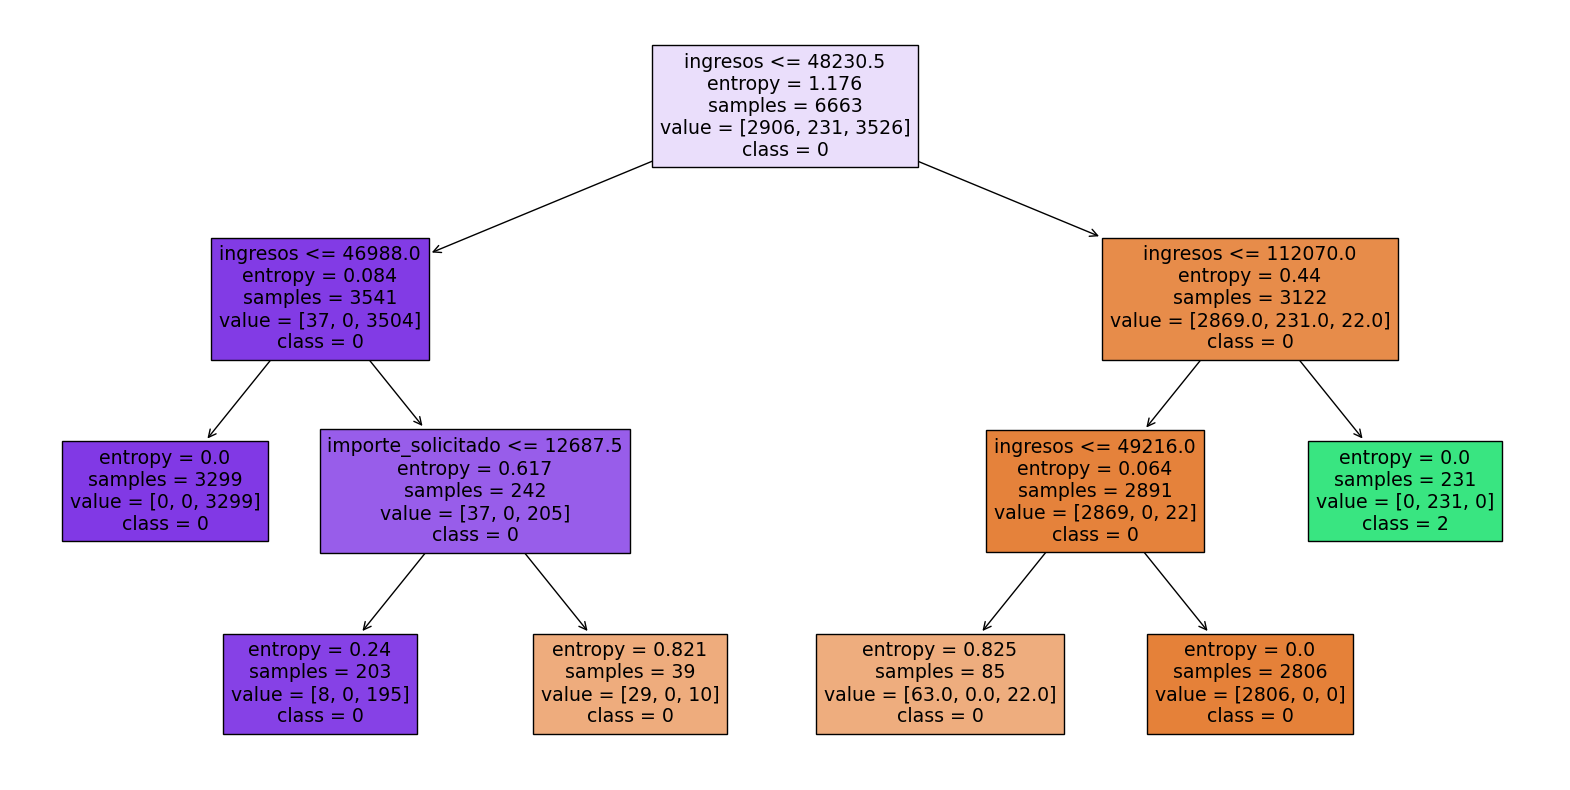 ingresos <= 48230.5
entropy = 1.176
samples = 6663
value = [2906, 231, 3526]
class = 0
ingresos <= 46988.0
entropy = 0.084
samples = 3541
value = [37, 0, 3504]
class = 0
ingresos <= 112070.0
entropy = 0.44
samples = 3122
value = [2869.0, 231.0, 22.0]
class = 0
entropy = 0.0
samples = 3299
value = [0, 0, 3299]
class = 0
importe_solicitado <= 12687.5
entropy = 0.617
samples = 242
value = [37, 0, 205]
class = 0
ingresos <= 49216.0
entropy = 0.064
samples = 2891
value = [2869, 0, 22]
class = 0
entropy = 0.0
samples = 231
value = [0, 231, 0]
class = 2
entropy = 0.24
samples = 203
value = [8, 0, 195]
class = 0
entropy = 0.821
samples = 39
value = [29, 0, 10]
class = 0
entropy = 0.825
samples = 85
value = [63.0, 0.0, 22.0]
class = 0
entropy = 0.0
samples = 2806
value = [2806, 0, 0]
class = 0